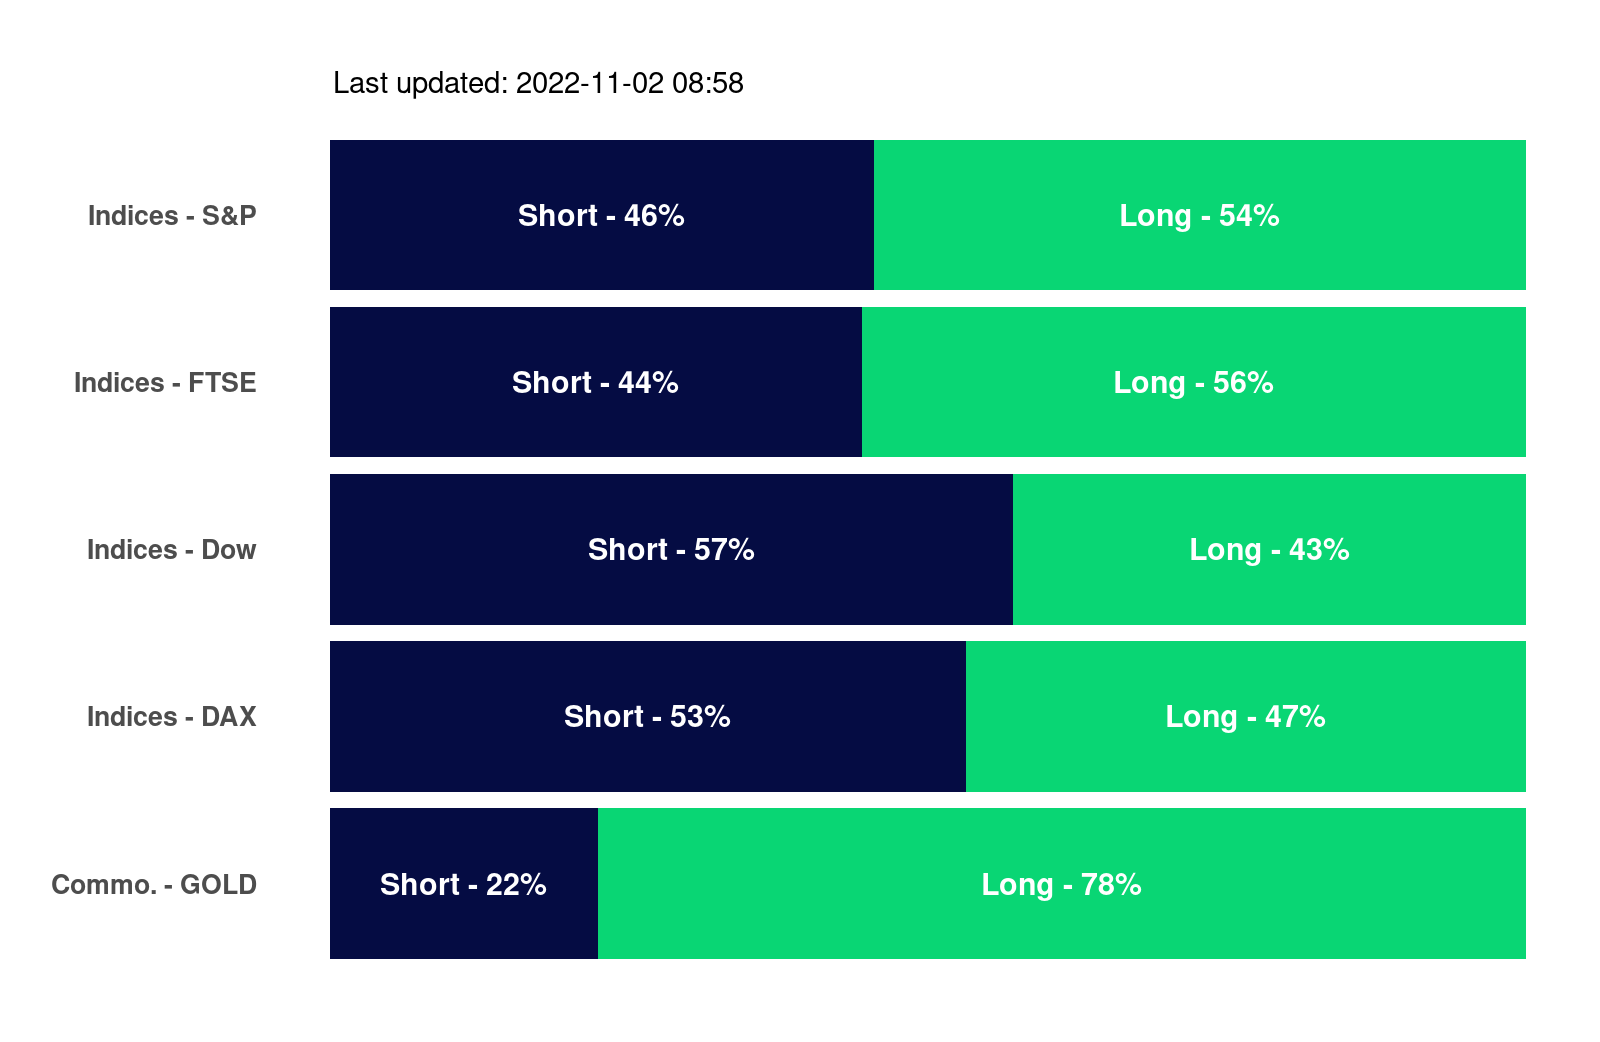 Last updated: 2022-11-02 08:58
Indices - S&P Short - 46% Long - 54%
Indices - FTSE Short - 44% Long - 56%
Indices - Dow Short - 57% Long - 43%
Indices - DAX Short - 53% Long - 47%
Commo. - GOLD Short - 22% Long - 78%